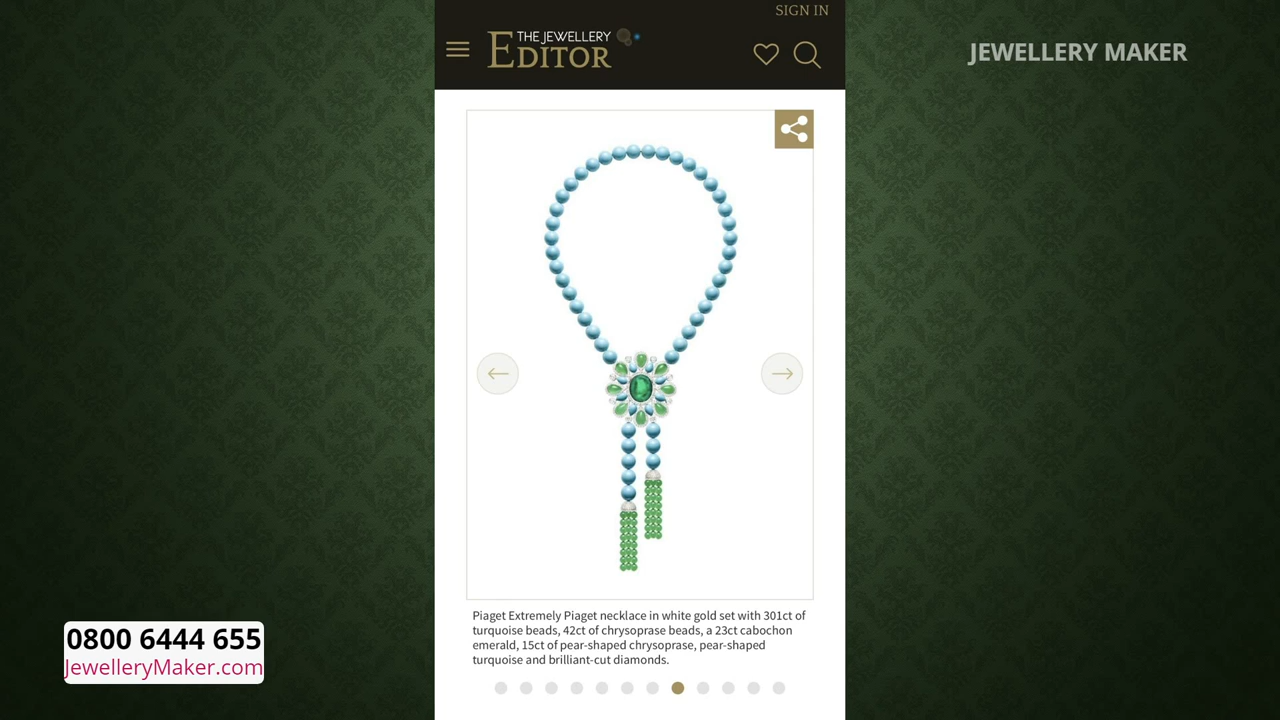 SIGN IN
THE JEWELLERY
EDITOR
JEWELLERY MAKER
Piaget Extremely Piaget necklace in white gold set with 301ct of
turquoise beads, 42ct of chrysoprase beads, a 23ct cabochon
emerald, 15ct of pear-shaped chrysoprase, pear-shaped
turquoise and brilliant-cut diamonds.
0800 6444 655
JewelleryMaker.com